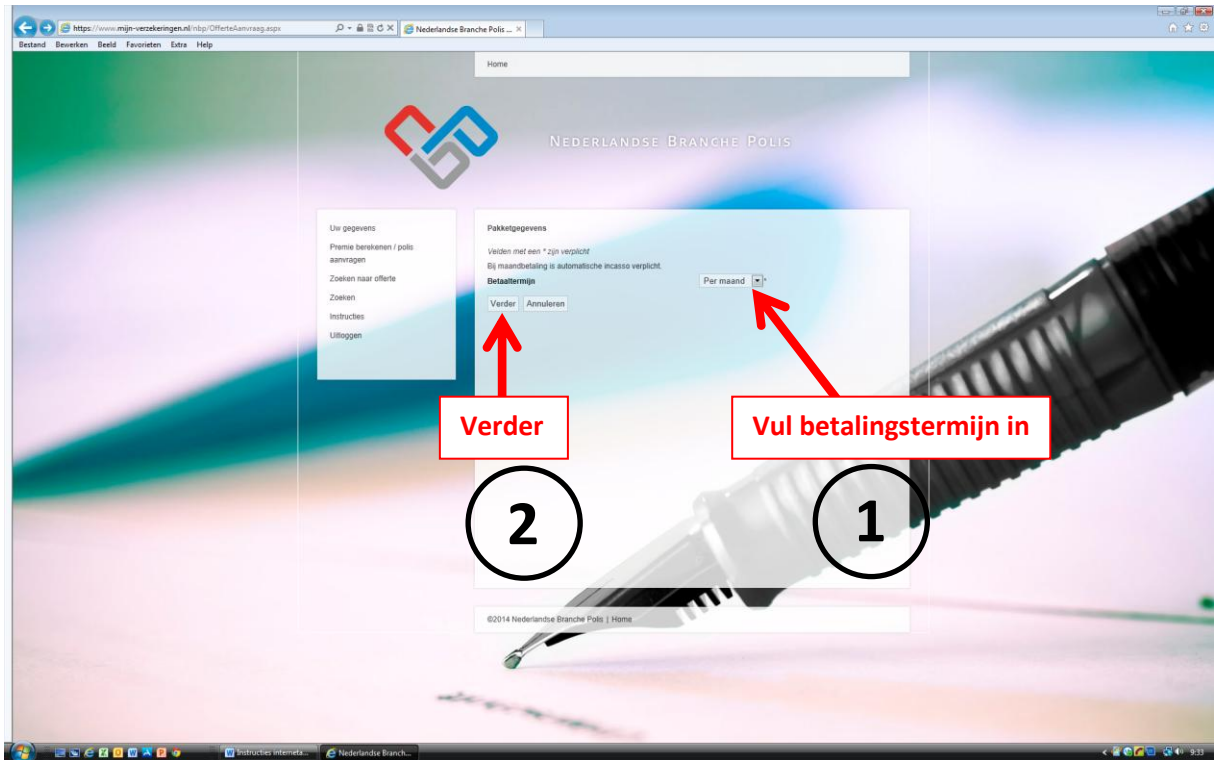 https://www.mijn-verzekeringen.nl/nbp/OfferteAanvraag.aspx
Nederlandse Branche Polis ...
Bestand Bewerken Beeld Favorieten Extra Help
Home
NEDERLANDSE BRANCHE POLIS
Uw gegevens
Premie berekenen / polis
aanvragen
Zoeken naar offerte
Zoeken
Instructies
Uitloggen
Pakketgegevens
Velden met een * zijn verplicht
Bij maandbetaling is automatische incasso verplicht.
Betaaltermijn Per maand *
Verder Annuleren
Verder
Vul betalingstermijn in
2
1
©2014 Nederlandse Branche Polis | Home
Instructies interneta...
Nederlandse Branch...
9:33